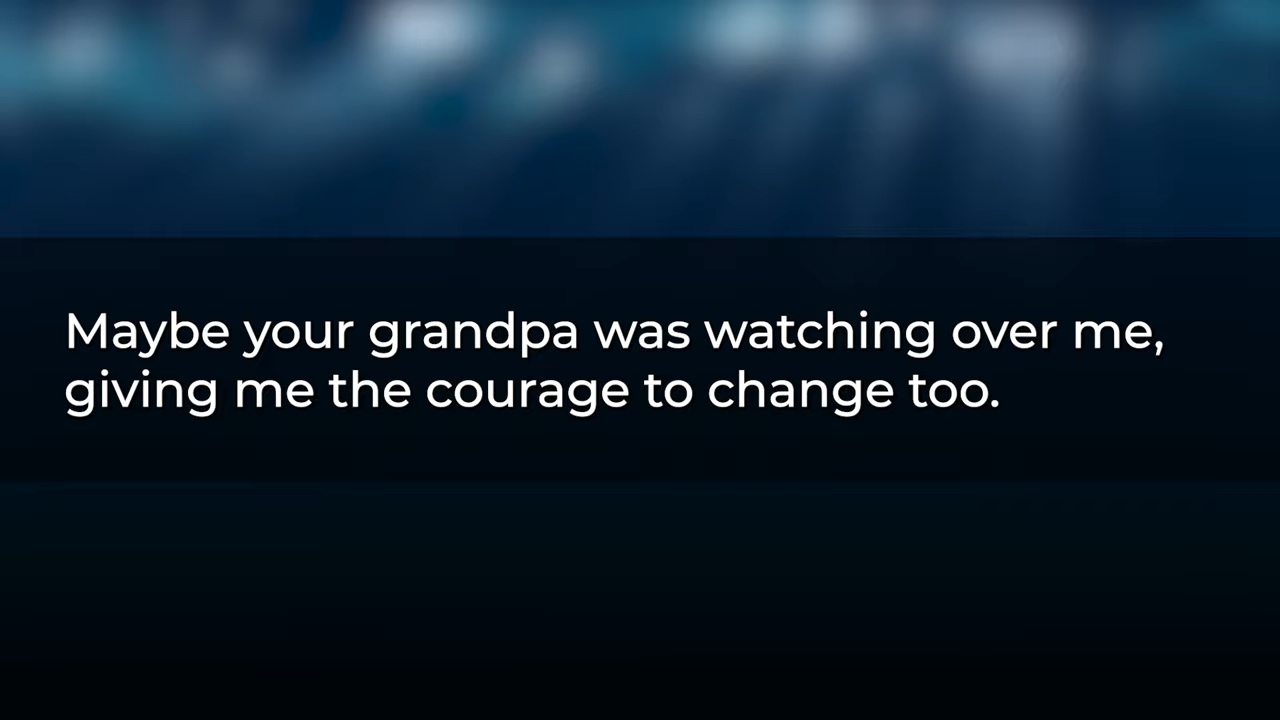 Maybe your grandpa was watching over me,
giving me the courage to change too.